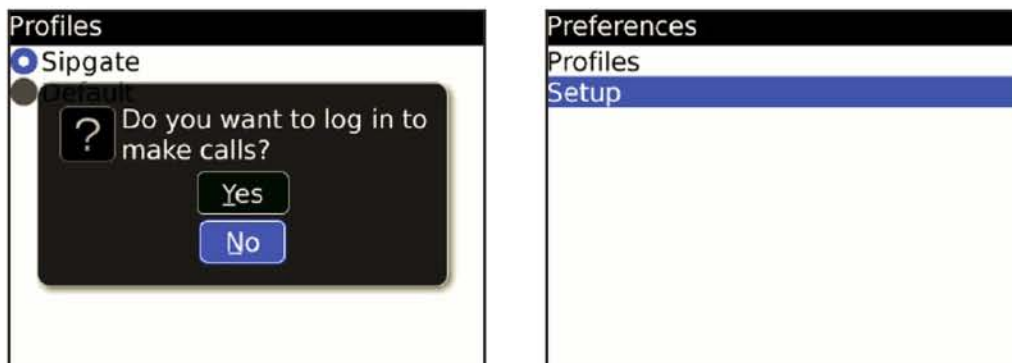 Profiles
Sipgate
Default
?
Do you want to log in to
make calls?
Yes
No
Preferences
Profiles
Setup